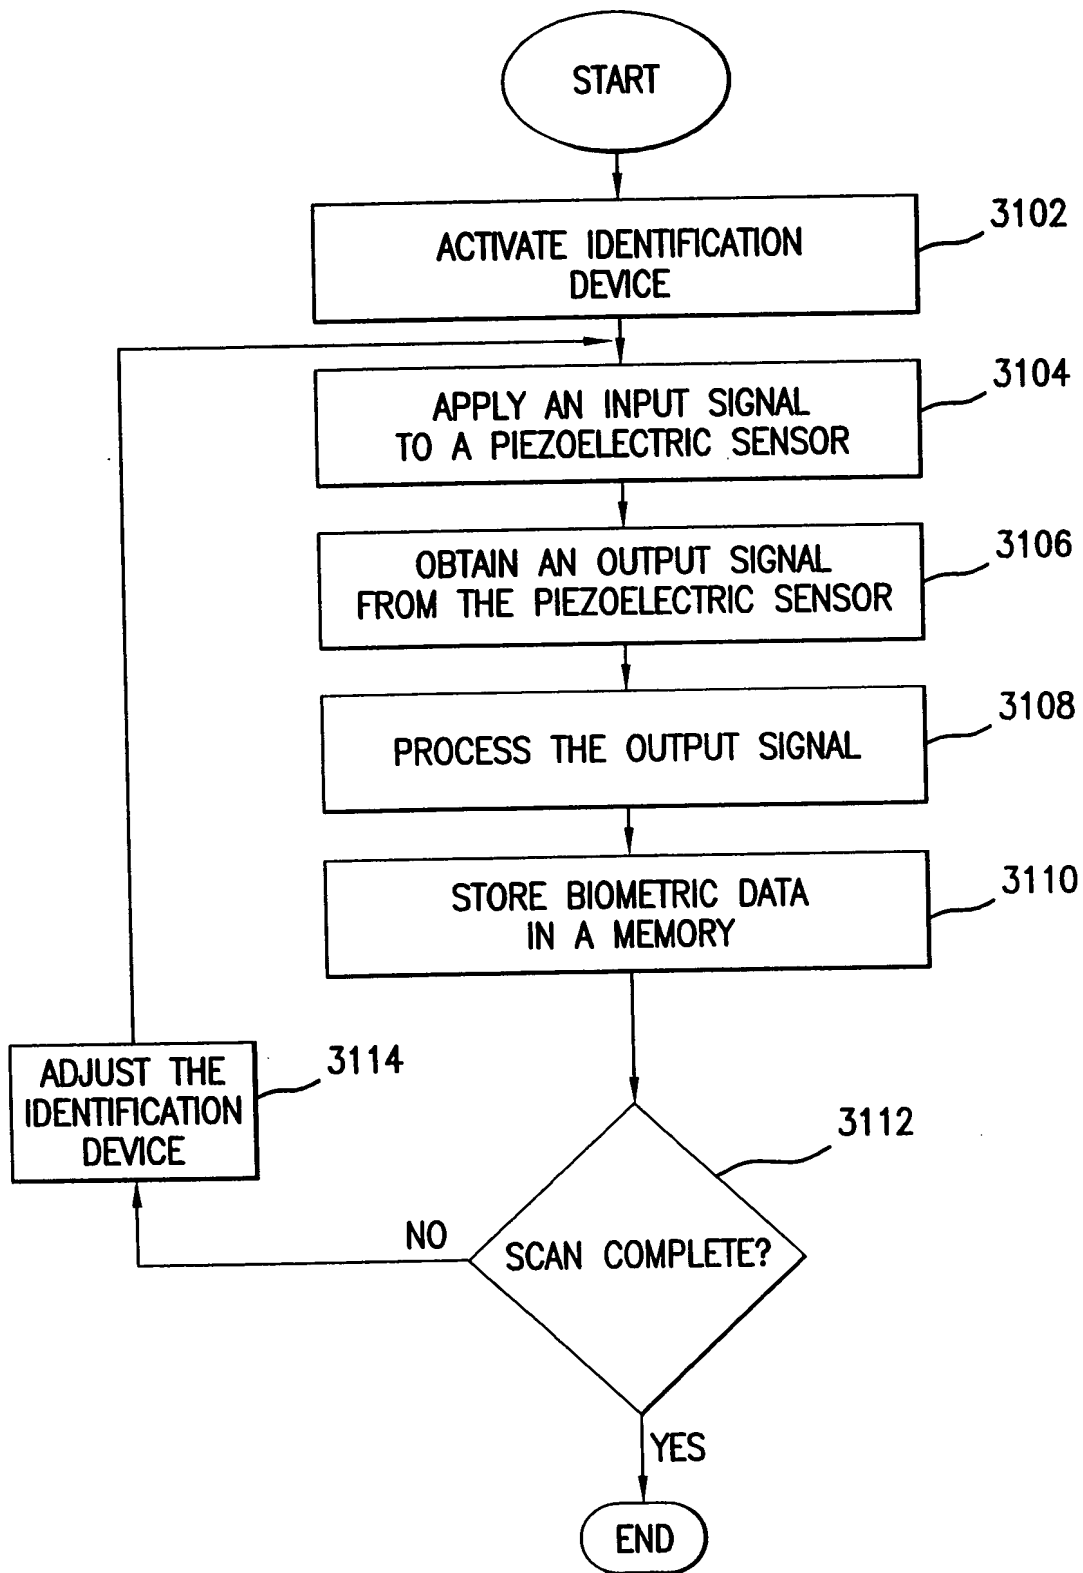 START
ACTIVATE IDENTIFICATION
DEVICE
3102
APPLY AN INPUT SIGNAL
TO A PIEZOELECTRIC SENSOR
3104
OBTAIN AN OUTPUT SIGNAL
FROM THE PIEZOELECTRIC SENSOR
3106
PROCESS THE OUTPUT SIGNAL
3108
STORE BIOMETRIC DATA
IN A MEMORY
3110
ADJUST THE
IDENTIFICATION
DEVICE
3114
SCAN COMPLETE?
3112
NO
YES
END